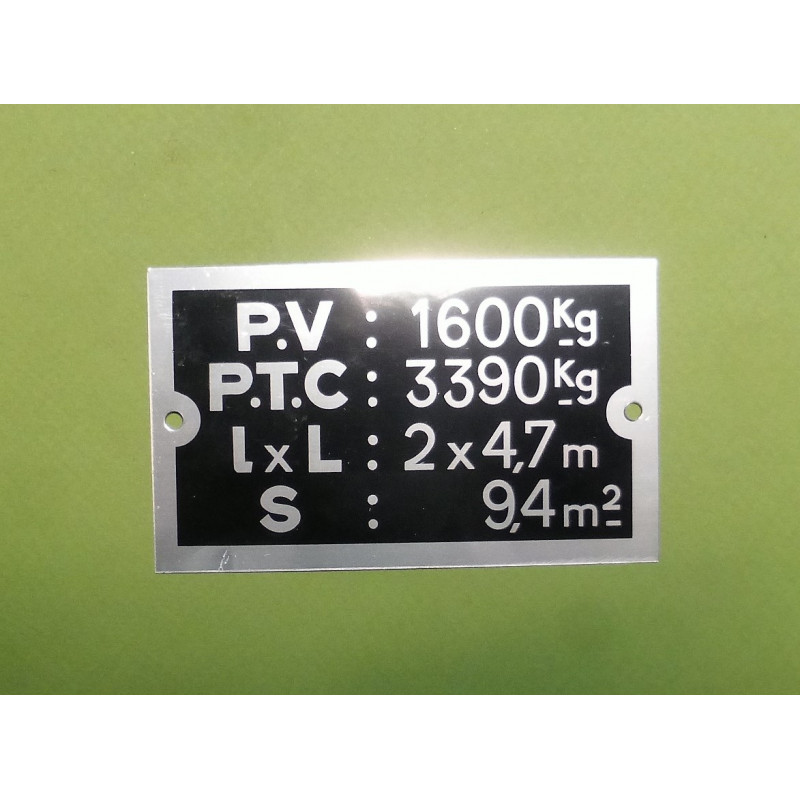 P.V : 1600Kg
P.T.C : 3390Kg
l x L : 2 x 4,7 m
S : 9,4 m²